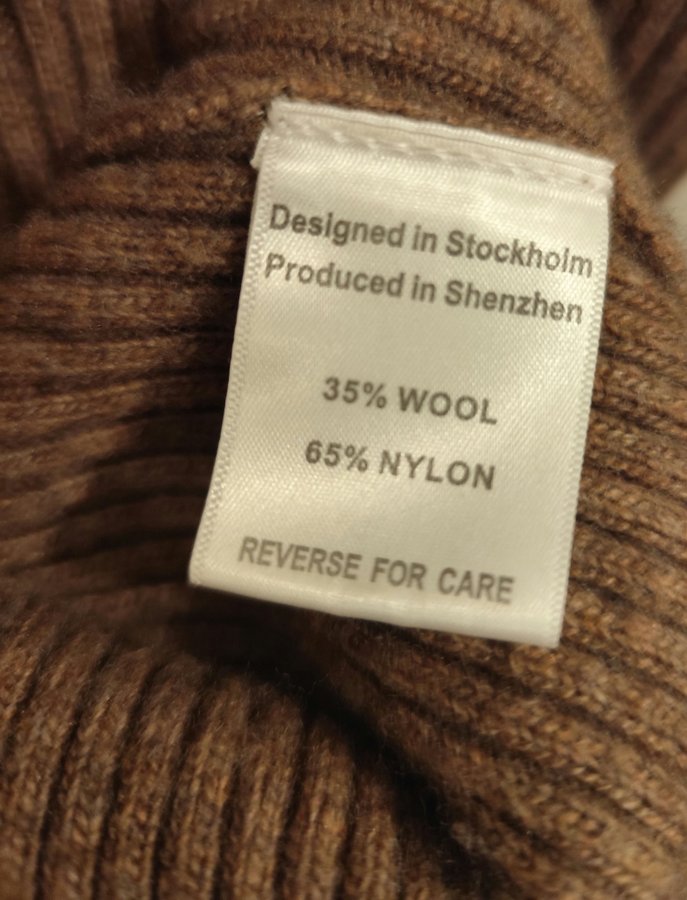 Designed in Stockholm
Produced in Shenzhen
35% WOOL
65% NYLON
REVERSE FOR CARE